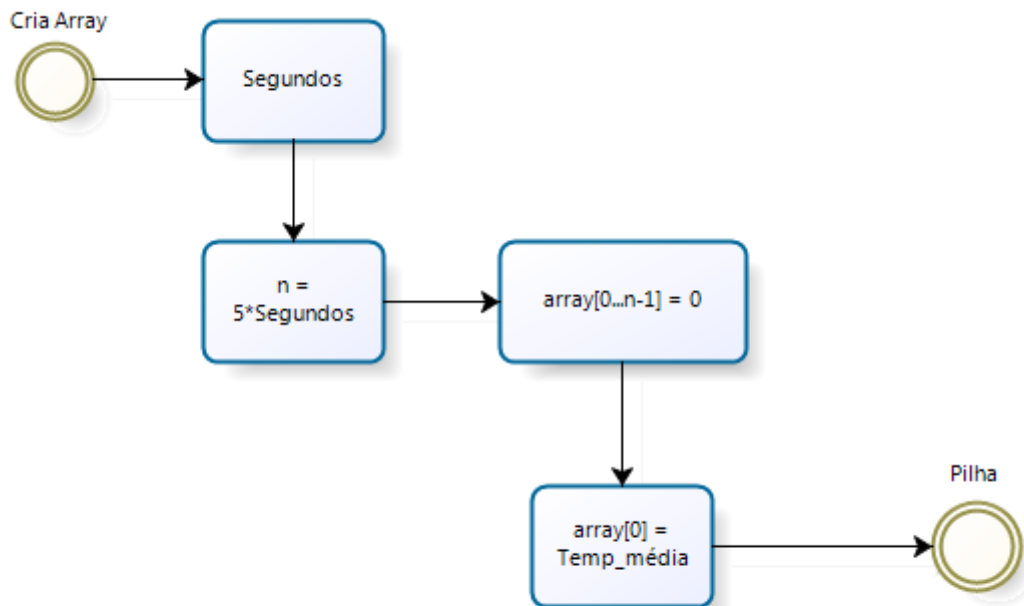 Cria Array
Segundos
n =
5*Segundos
array[0...n-1] = 0
array[0] =
Temp_média
Pilha